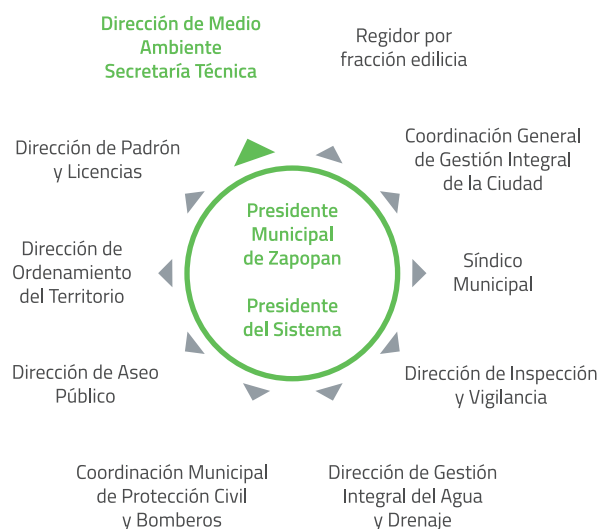 Dirección de Medio
Ambiente
Secretaría Técnica
Regidor por
fracción edilicia
Coordinación General
de Gestión Integral
de la Ciudad
Síndico
Municipal
Dirección de Inspección
y Vigilancia
Dirección de Gestión
Integral del Agua
y Drenaje
Coordinación Municipal
de Protección Civil
y Bomberos
Dirección de Aseo
Público
Dirección de
Ordenamiento
del Territorio
Dirección de Padrón
y Licencias
Presidente
Municipal
de Zapopan
Presidente
del Sistema